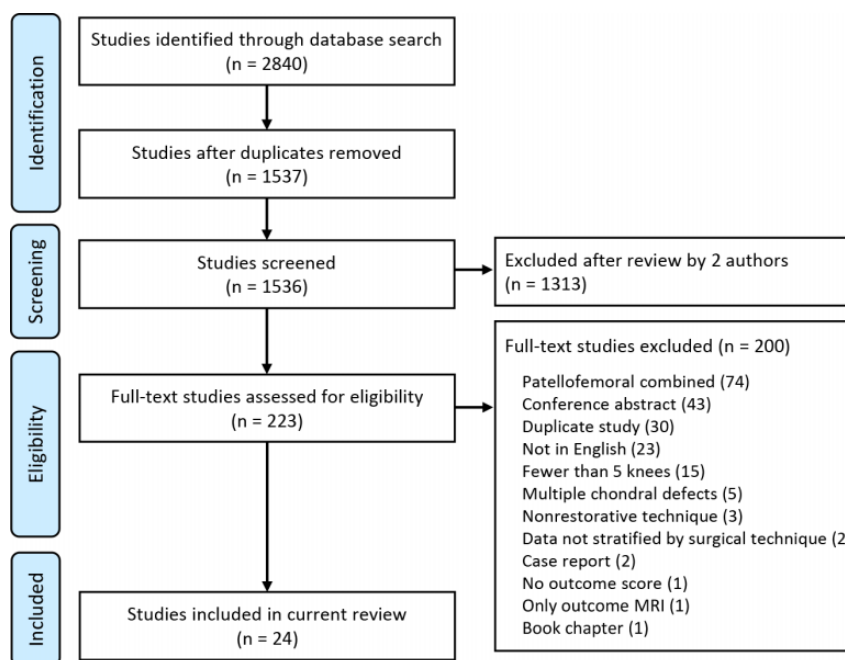 Identification
Studies identified through database search
(n = 2840)
Studies after duplicates removed
(n = 1537)
Screening
Studies screened
(n = 1536)
Excluded after review by 2 authors
(n = 1313)
Eligibility
Full-text studies assessed for eligibility
(n = 223)
Full-text studies excluded (n = 200)
Patellofemoral combined (74)
Conference abstract (43)
Duplicate study (30)
Not in English (23)
Fewer than 5 knees (15)
Multiple chondral defects (5)
Nonrestorative technique (3)
Data not stratified by surgical technique (2
Case report (2)
No outcome score (1)
Only outcome MRI (1)
Book chapter (1)
Included
Studies included in current review
(n = 24)